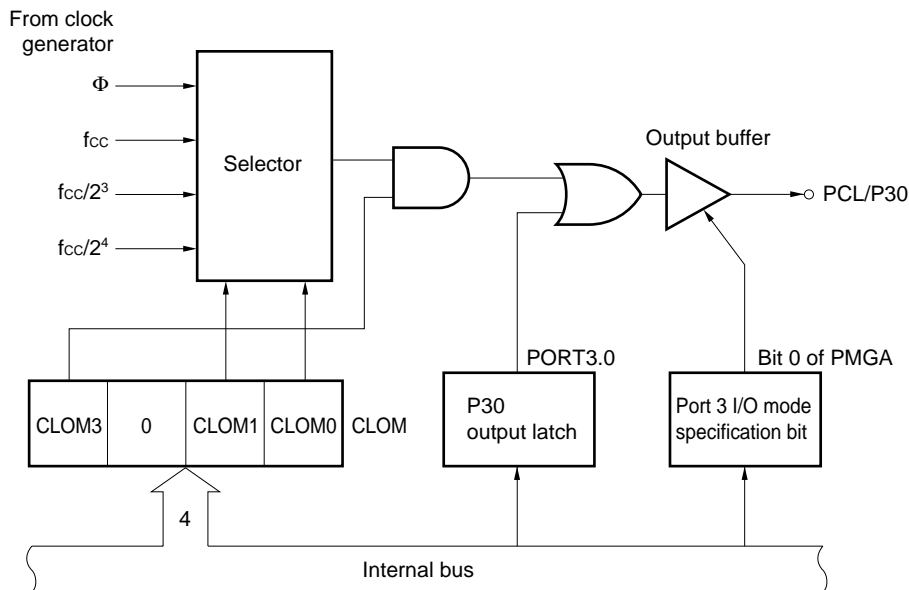 From clock
generator
Φ
fCC
fCC/2³
fCC/2⁴
Selector
Output buffer
PCL/P30
PORT3.0
Bit 0 of PMGA
CLOM3
0
CLOM1
CLOM0
CLOM
P30
output latch
Port 3 I/O mode
specification bit
4
Internal bus